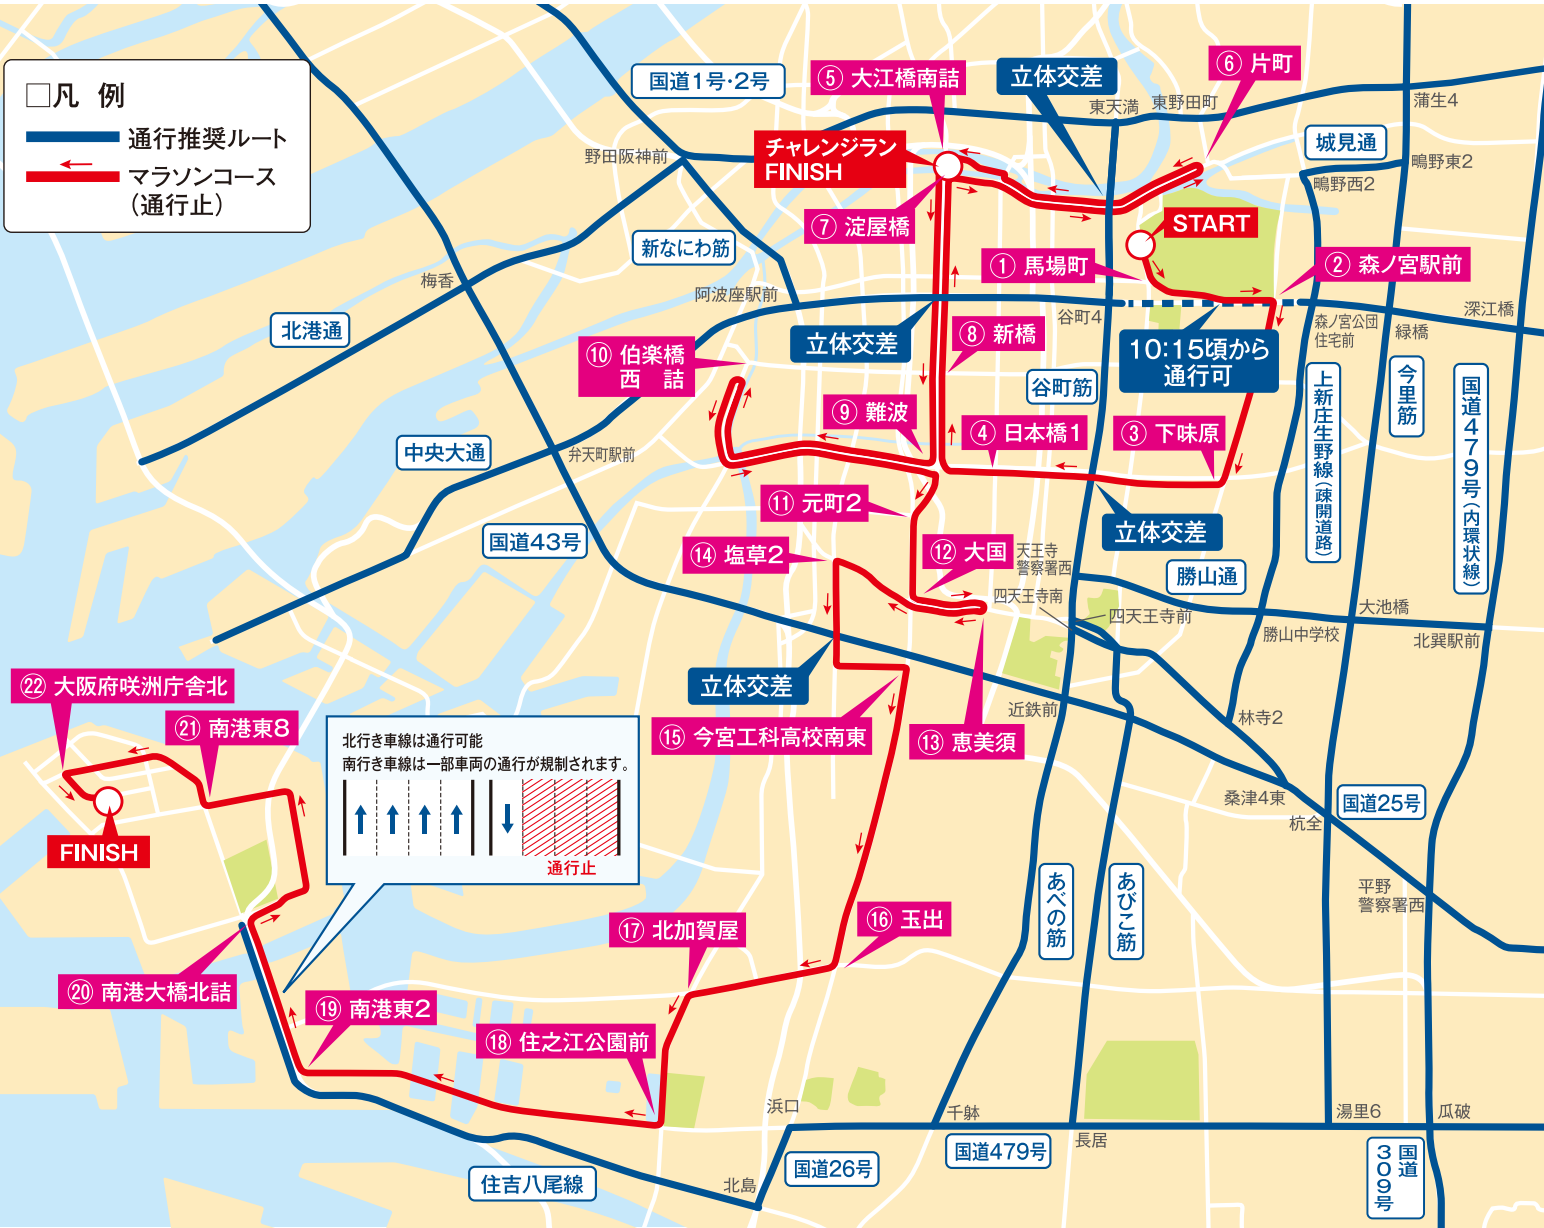 □凡 例
通行推奨ルート
マラソンコース
(通行止)
国道1号・2号
⑤ 大江橋南詰
立体交差
⑥ 片町
東天満
東野田町
蒲生4
野田阪神前
チャレンジラン
FINISH
城見通
鴫野東2
鴫野西2
⑦ 淀屋橋
START
新なにわ筋
① 馬場町
② 森ノ宮駅前
梅香
阿波座駅前
北港通
谷町4
森ノ宮公団
住宅前
緑橋
深江橋
立体交差
⑧ 新橋
10:15頃から
通行可
⑩ 伯楽橋
西 詰
谷町筋
上新庄生野線(疎開道路)
今里筋
国道479号(内環状線)
⑨ 難波
④ 日本橋1
③ 下味原
中央大通
弁天町駅前
⑪ 元町2
立体交差
国道43号
⑭ 塩草2
⑫ 大国
天王寺
警察署西
勝山通
四天王寺南
四天王寺前
大池橋
勝山中学校
北巽駅前
㉒ 大阪府咲洲庁舎北
立体交差
㉑ 南港東8
近鉄前
林寺2
⑮ 今宮工科高校南東
⑬ 恵美須
北行き車線は通行可能
南行き車線は一部車両の通行が規制されます。
通行止
桑津4東
国道25号
杭全
FINISH
あべの筋
あびこ筋
平野
警察署西
⑰ 北加賀屋
⑯ 玉出
⑳ 南港大橋北詰
⑲ 南港東2
⑱ 住之江公園前
浜口
千躰
長居
湯里6
瓜破
国道479号
国道26号
住吉八尾線
北島
国道
309号